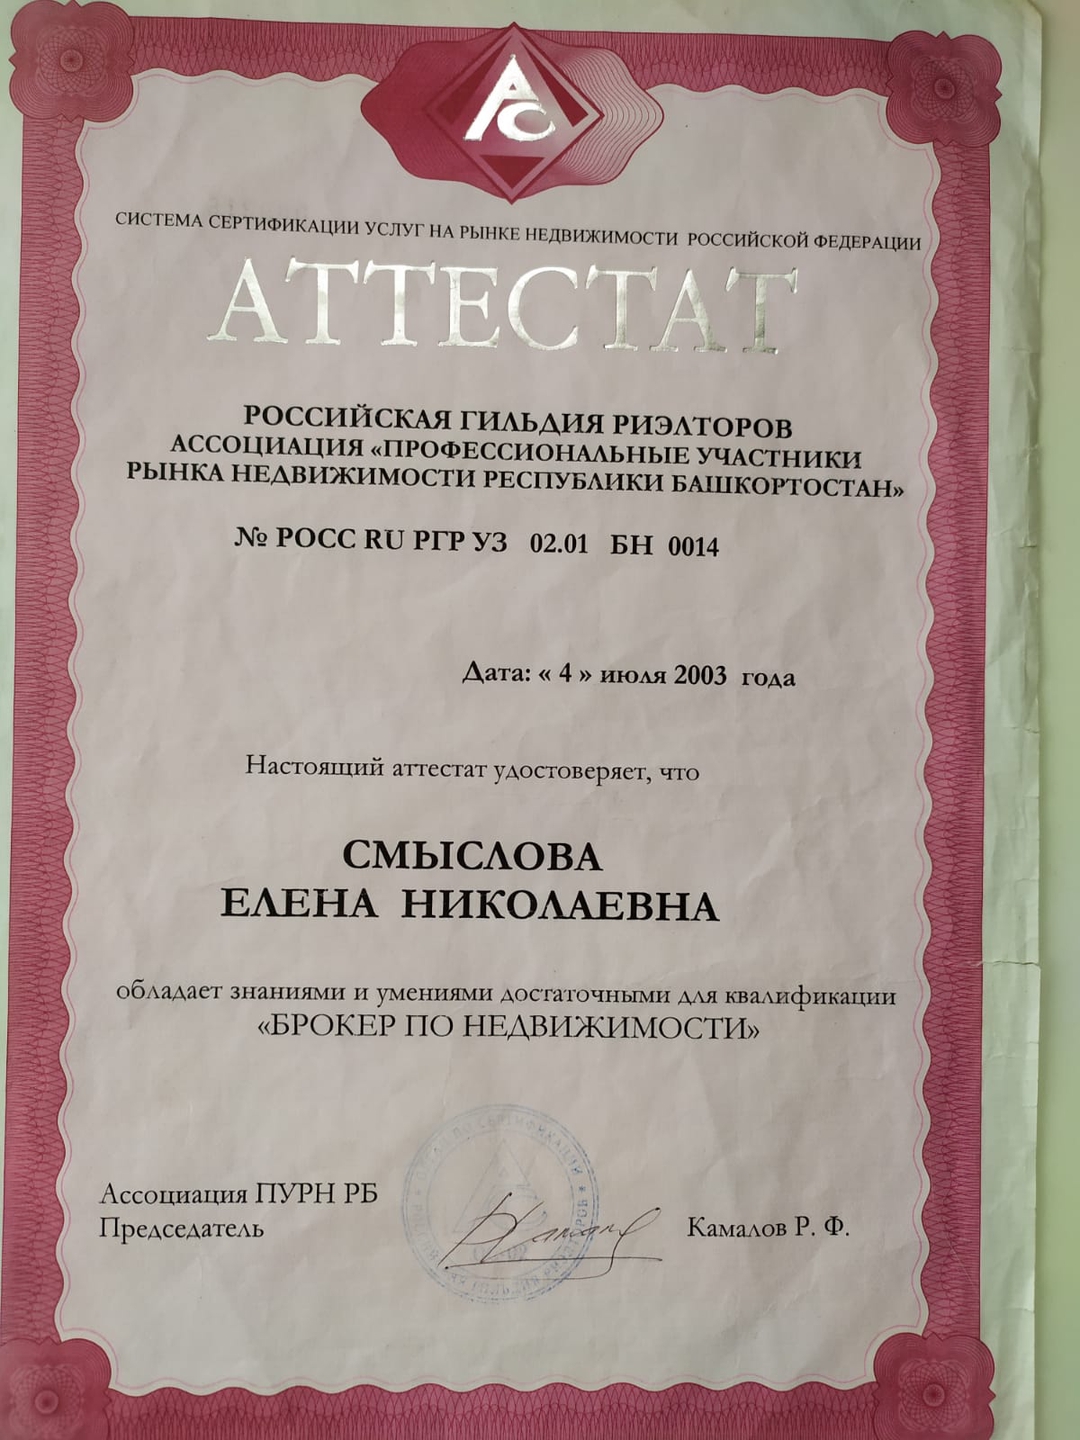 АС
СИСТЕМА СЕРТИФИКАЦИИ УСЛУГ НА РЫНКЕ НЕДВИЖИМОСТИ РОССИЙСКОЙ ФЕДЕРАЦИИ
АТТЕСТАТ
РОССИЙСКАЯ ГИЛЬДИЯ РИЭЛТОРОВ
АССОЦИАЦИЯ «ПРОФЕССИОНАЛЬНЫЕ УЧАСТНИКИ
РЫНКА НЕДВИЖИМОСТИ РЕСПУБЛИКИ БАШКОРТОСТАН»
№ РОСС RU РГР УЗ 02.01 БН 0014
Дата: « 4 » июля 2003 года
Настоящий аттестат удостоверяет, что
СМЫСЛОВА
ЕЛЕНА НИКОЛАЕВНА
обладает знаниями и умениями достаточными для квалификации
«БРОКЕР ПО НЕДВИЖИМОСТИ»
Ассоциация ПУРН РБ
Председатель
Камалов Р. Ф.